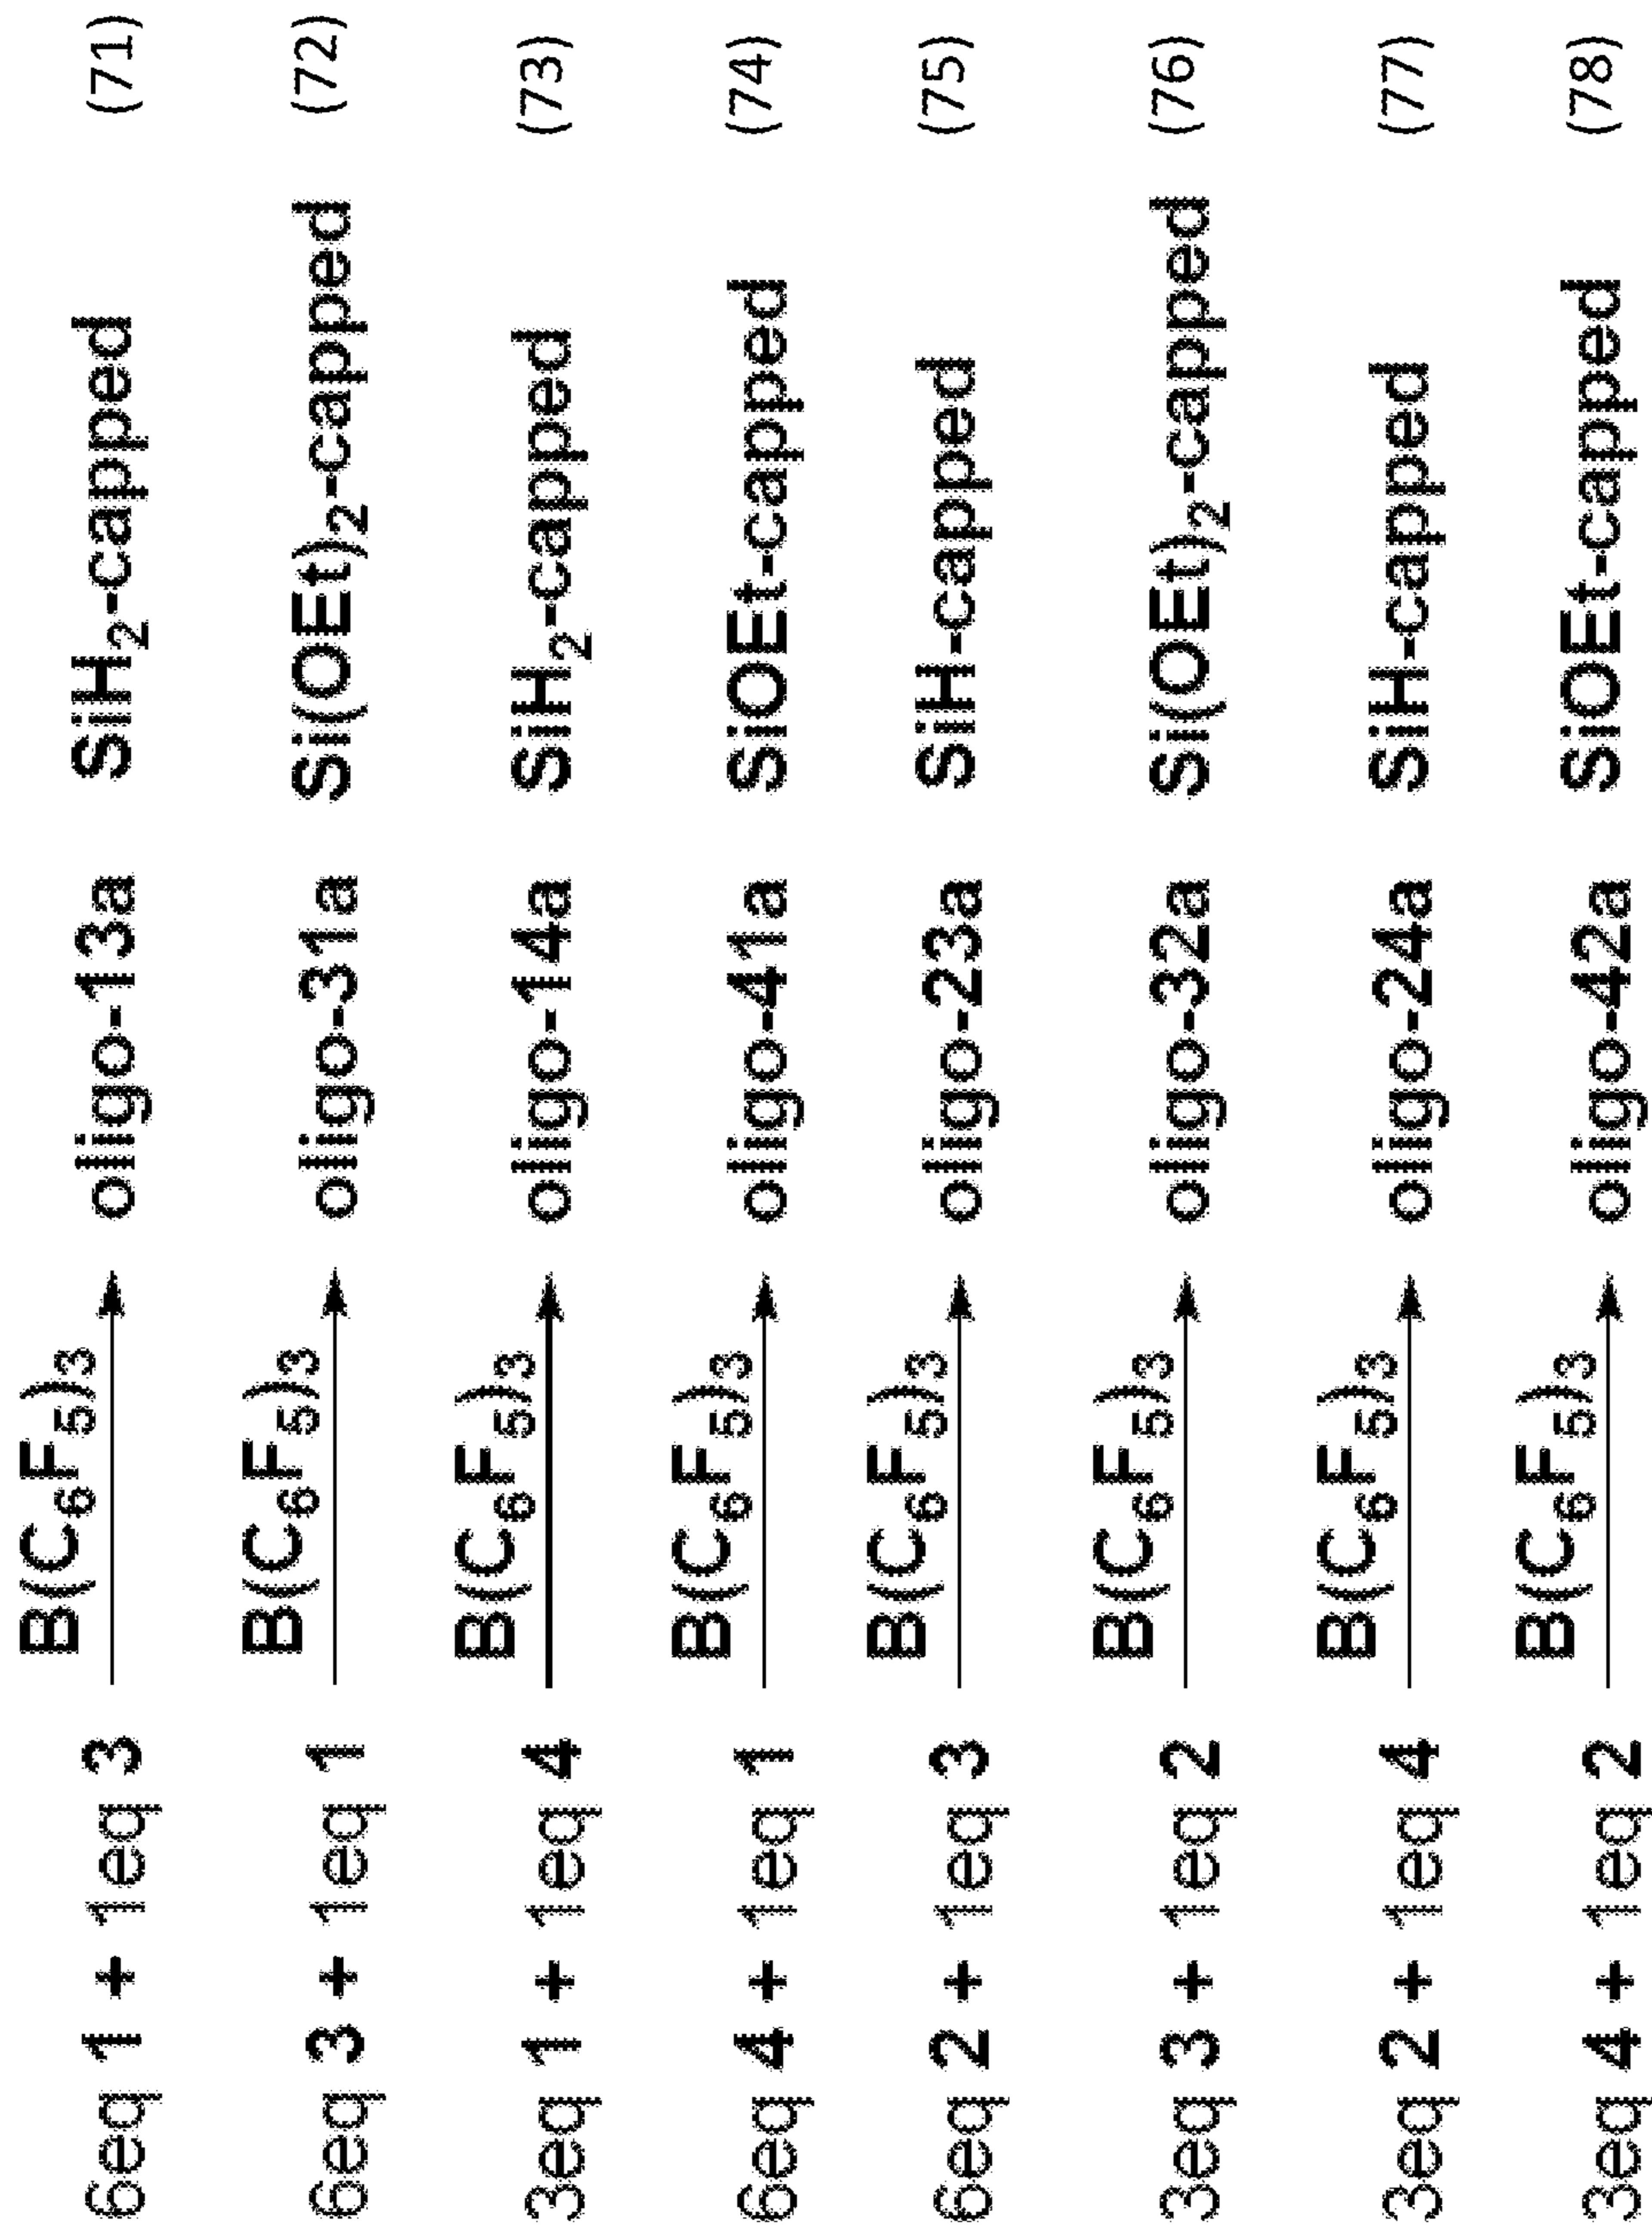 6eq 1 + 1eq 3 B(C₆F₅)₃ oligo-13a SiH₂-capped (71)
6eq 3 + 1eq 1 B(C₆F₅)₃ oligo-31a Si(OEt)₂-capped (72)
3eq 1 + 1eq 4 B(C₆F₅)₃ oligo-14a SiH₂-capped (73)
6eq 4 + 1eq 1 B(C₆F₅)₃ oligo-41a SiOEt-capped (74)
6eq 2 + 1eq 3 B(C₆F₅)₃ oligo-23a SiH-capped (75)
3eq 3 + 1eq 2 B(C₆F₅)₃ oligo-32a Si(OEt)₂-capped (76)
3eq 2 + 1eq 4 B(C₆F₅)₃ oligo-24a SiH-capped (77)
3eq 4 + 1eq 2 B(C₆F₅)₃ oligo-42a SiOEt-capped (78)